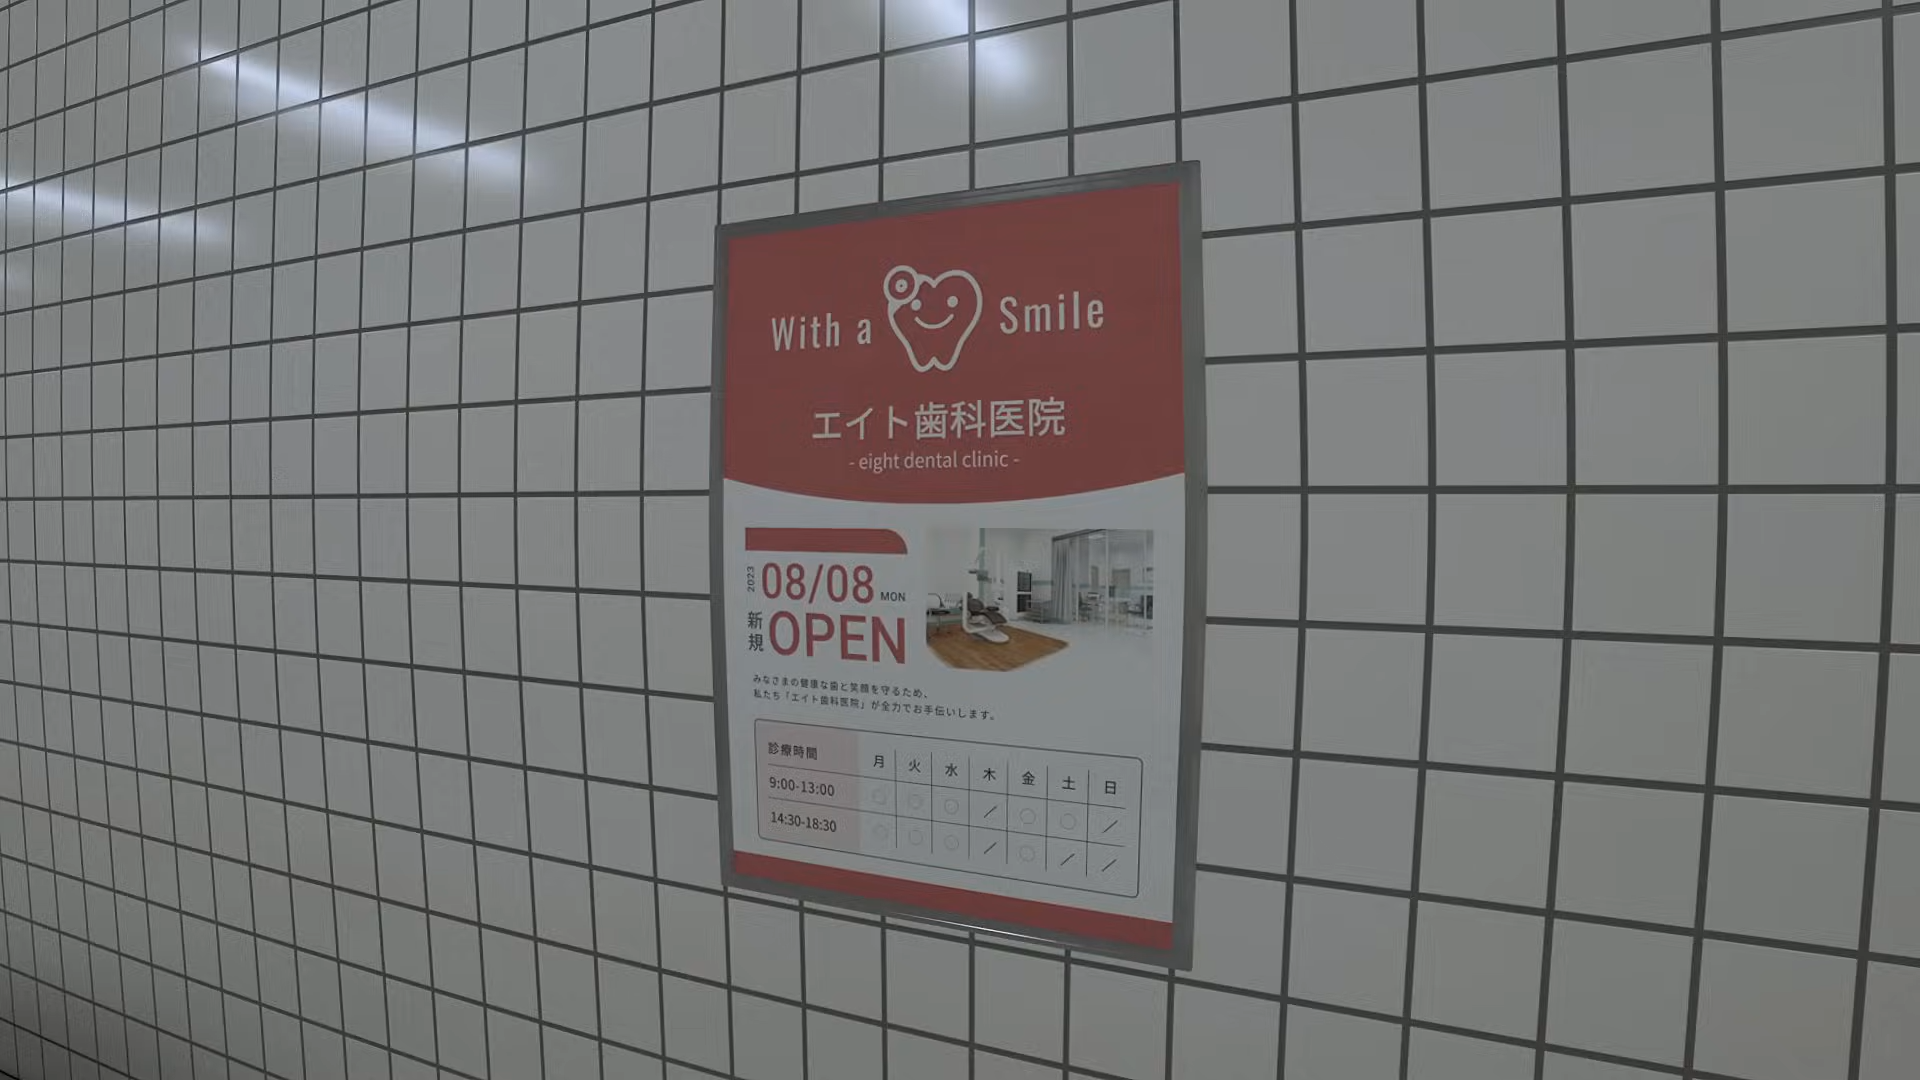 With a Smile
エイト歯科医院
- eight dental clinic -
2023 08/08 MON
新規 OPEN
みなさまの健康な歯と笑顔を守るため、
私たち「エイト歯科医院」が全力でお手伝いします。
診療時間 月 火 水 木 金 土 日
9:00-13:00 ○ ○ ○ / ○ ○ /
14:30-18:30 ○ ○ ○ / ○ / /